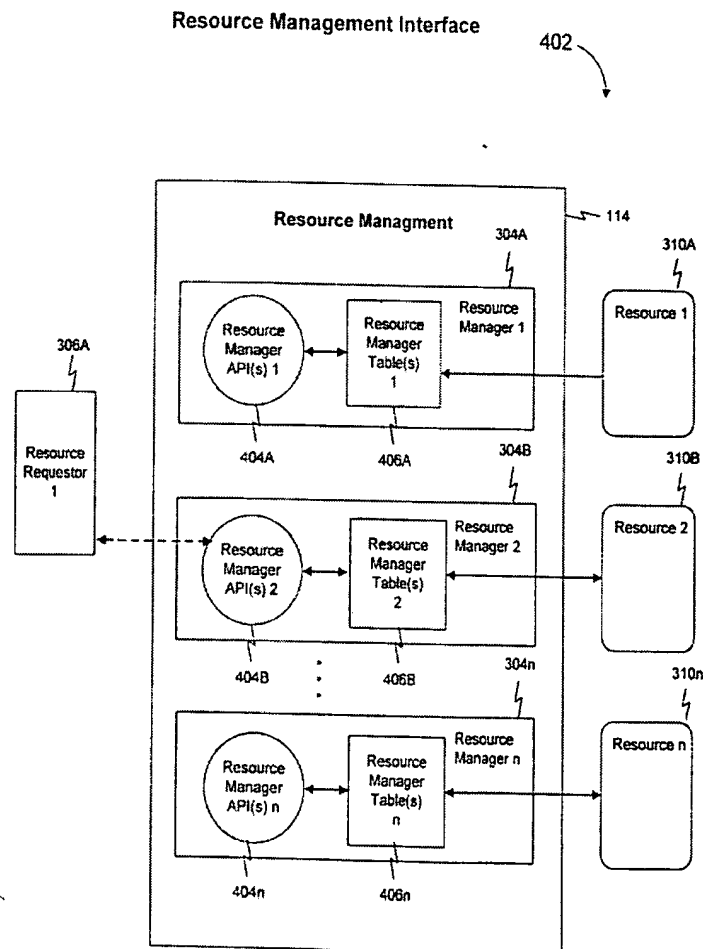 Resource Management Interface
402
Resource Managment
114
304A
310A
Resource
Manager 1
Resource
Manager
API(s) 1
Resource
Manager
Table(s)
1
Resource 1
306A
Resource
Requestor
1
404A
406A
304B
310B
Resource
Manager 2
Resource
Manager
API(s) 2
Resource
Manager
Table(s)
2
Resource 2
404B
406B
304n
310n
Resource
Manager n
Resource
Manager
API(s) n
Resource
Manager
Table(s)
n
Resource n
404n
406n